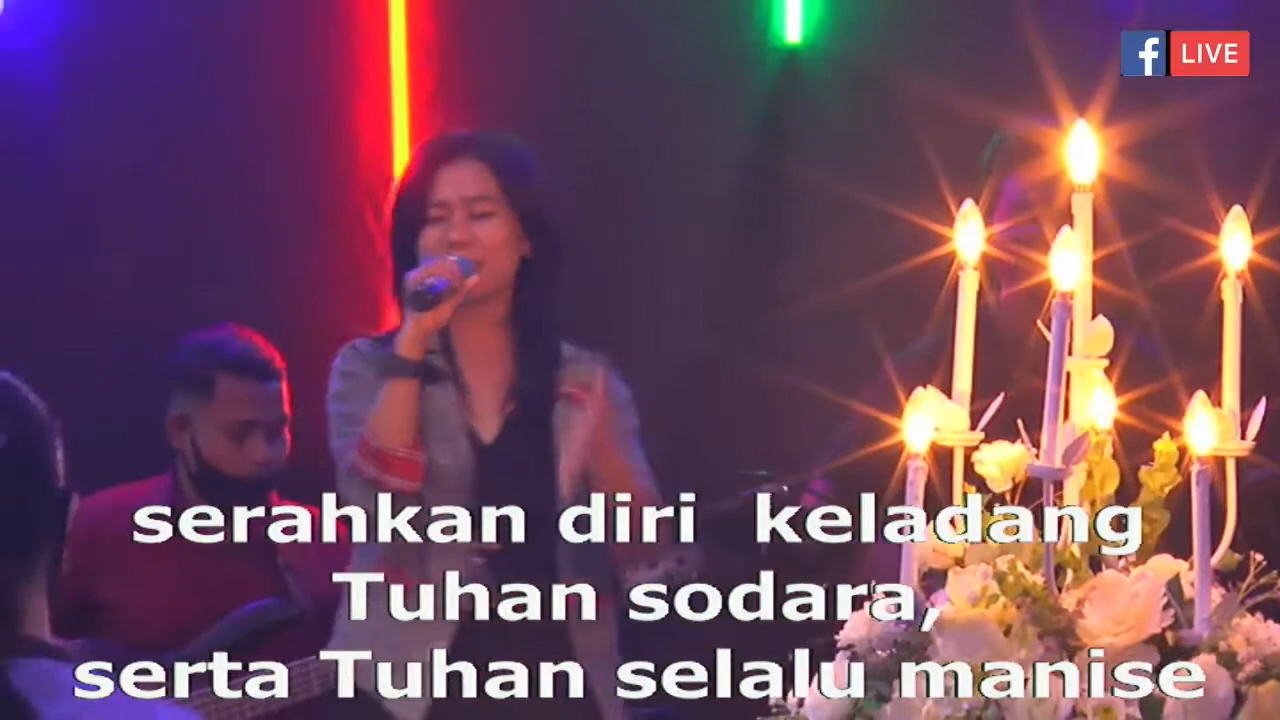 f LIVE
serahkan diri keladang
Tuhan sodara,
serta Tuhan selalu manise